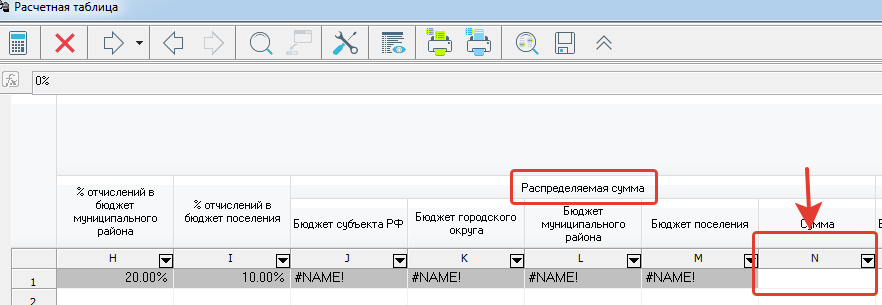 Расчетная таблица
fx 0%
Распределяемая сумма
% отчислений в
бюджет
муниципального
района
% отчислений в
бюджет поселения
Бюджет субъекта РФ
Бюджет городского
округа
Бюджет
муниципального
района
Бюджет поселения
Сумма
H I J K L M N
1 20.00% 10.00% #NAME! #NAME! #NAME! #NAME!
2